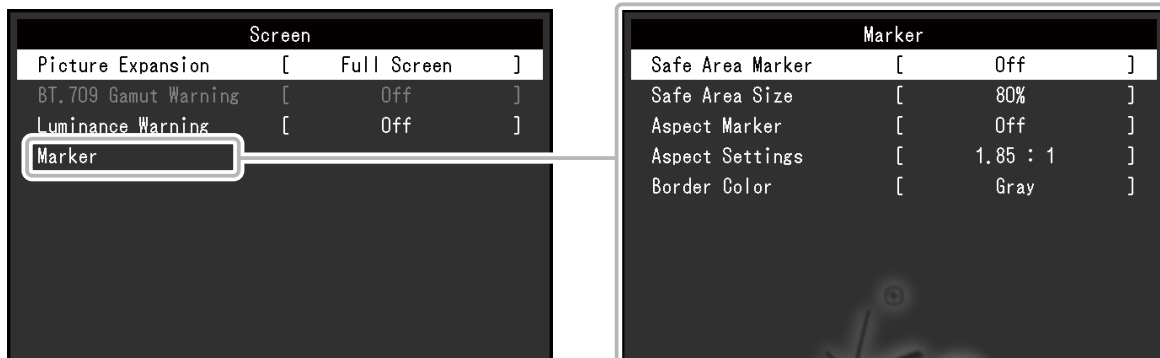 Screen
Picture Expansion [ Full Screen ]
BT.709 Gamut Warning [ Off ]
Luminance Warning [ Off ]
Marker
Marker
Safe Area Marker [ Off ]
Safe Area Size [ 80% ]
Aspect Marker [ Off ]
Aspect Settings [ 1.85 : 1 ]
Border Color [ Gray ]